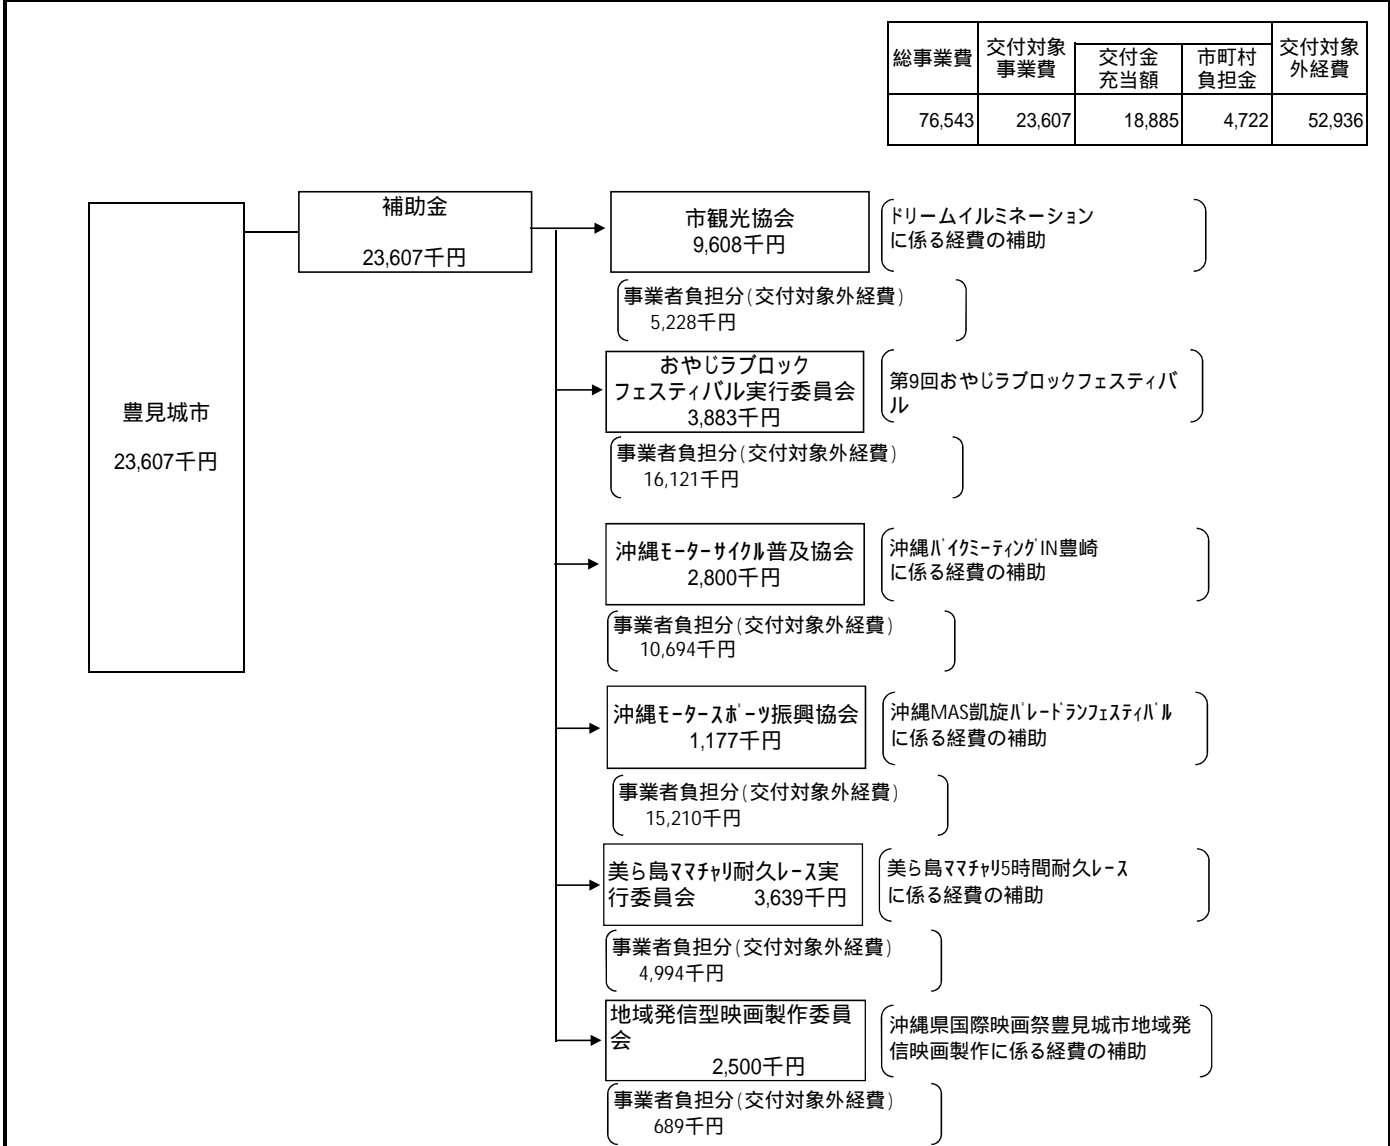 総事業費
交付対象
事業費
交付金
充当額
市町村
負担金
交付対象
外経費
76,543
23,607
18,885
4,722
52,936
豊見城市
23,607千円
補助金
23,607千円
市観光協会
9,608千円
ドリームイルミネーション
に係る経費の補助
事業者負担分(交付対象外経費)
5,228千円
おやじラブロック
フェスティバル実行委員会
3,883千円
第9回おやじラブロックフェスティバ
ル
事業者負担分(交付対象外経費)
16,121千円
沖縄ﾓｰﾀｰｻｲｸﾙ普及協会
2,800千円
沖縄ﾊﾞｲｸﾐｰﾃｨﾝｸﾞIN豊崎
に係る経費の補助
事業者負担分(交付対象外経費)
10,694千円
沖縄ﾓｰﾀｰｽﾎﾟｰﾂ振興協会
1,177千円
沖縄MAS凱旋ﾊﾟﾚｰﾄﾞﾗﾝﾌｪｽﾃｨﾊﾞﾙ
に係る経費の補助
事業者負担分(交付対象外経費)
15,210千円
美ら島ﾏﾏﾁｬﾘ耐久ﾚｰｽ実
行委員会 3,639千円
美ら島ﾏﾏﾁｬﾘ5時間耐久ﾚｰｽ
に係る経費の補助
事業者負担分(交付対象外経費)
4,994千円
地域発信型映画製作委員
会
2,500千円
沖縄県国際映画祭豊見城市地域発
信映画製作に係る経費の補助
事業者負担分(交付対象外経費)
689千円